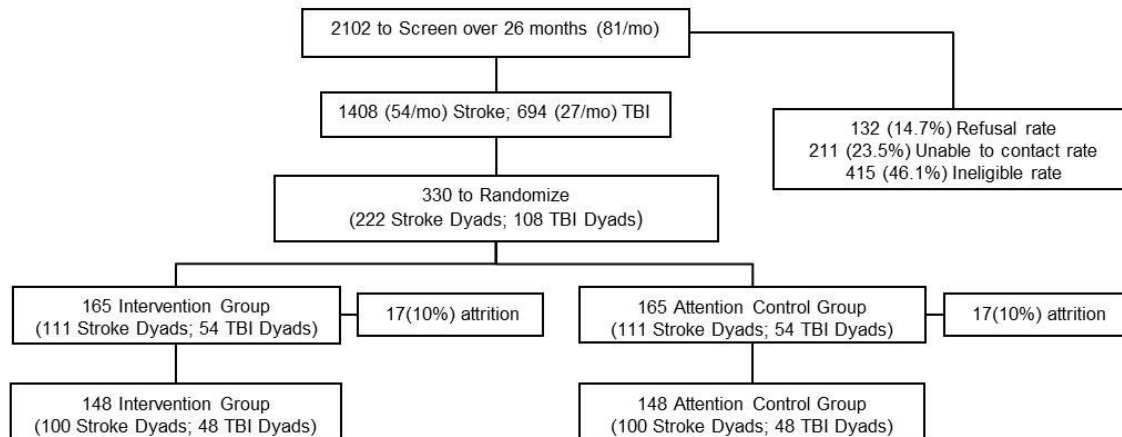 2102 to Screen over 26 months (81/mo)
1408 (54/mo) Stroke; 694 (27/mo) TBI
132 (14.7%) Refusal rate
211 (23.5%) Unable to contact rate
415 (46.1%) Ineligible rate
330 to Randomize
(222 Stroke Dyads; 108 TBI Dyads)
165 Intervention Group
(111 Stroke Dyads; 54 TBI Dyads)
17(10%) attrition
165 Attention Control Group
(111 Stroke Dyads; 54 TBI Dyads)
17(10%) attrition
148 Intervention Group
(100 Stroke Dyads; 48 TBI Dyads)
148 Attention Control Group
(100 Stroke Dyads; 48 TBI Dyads)